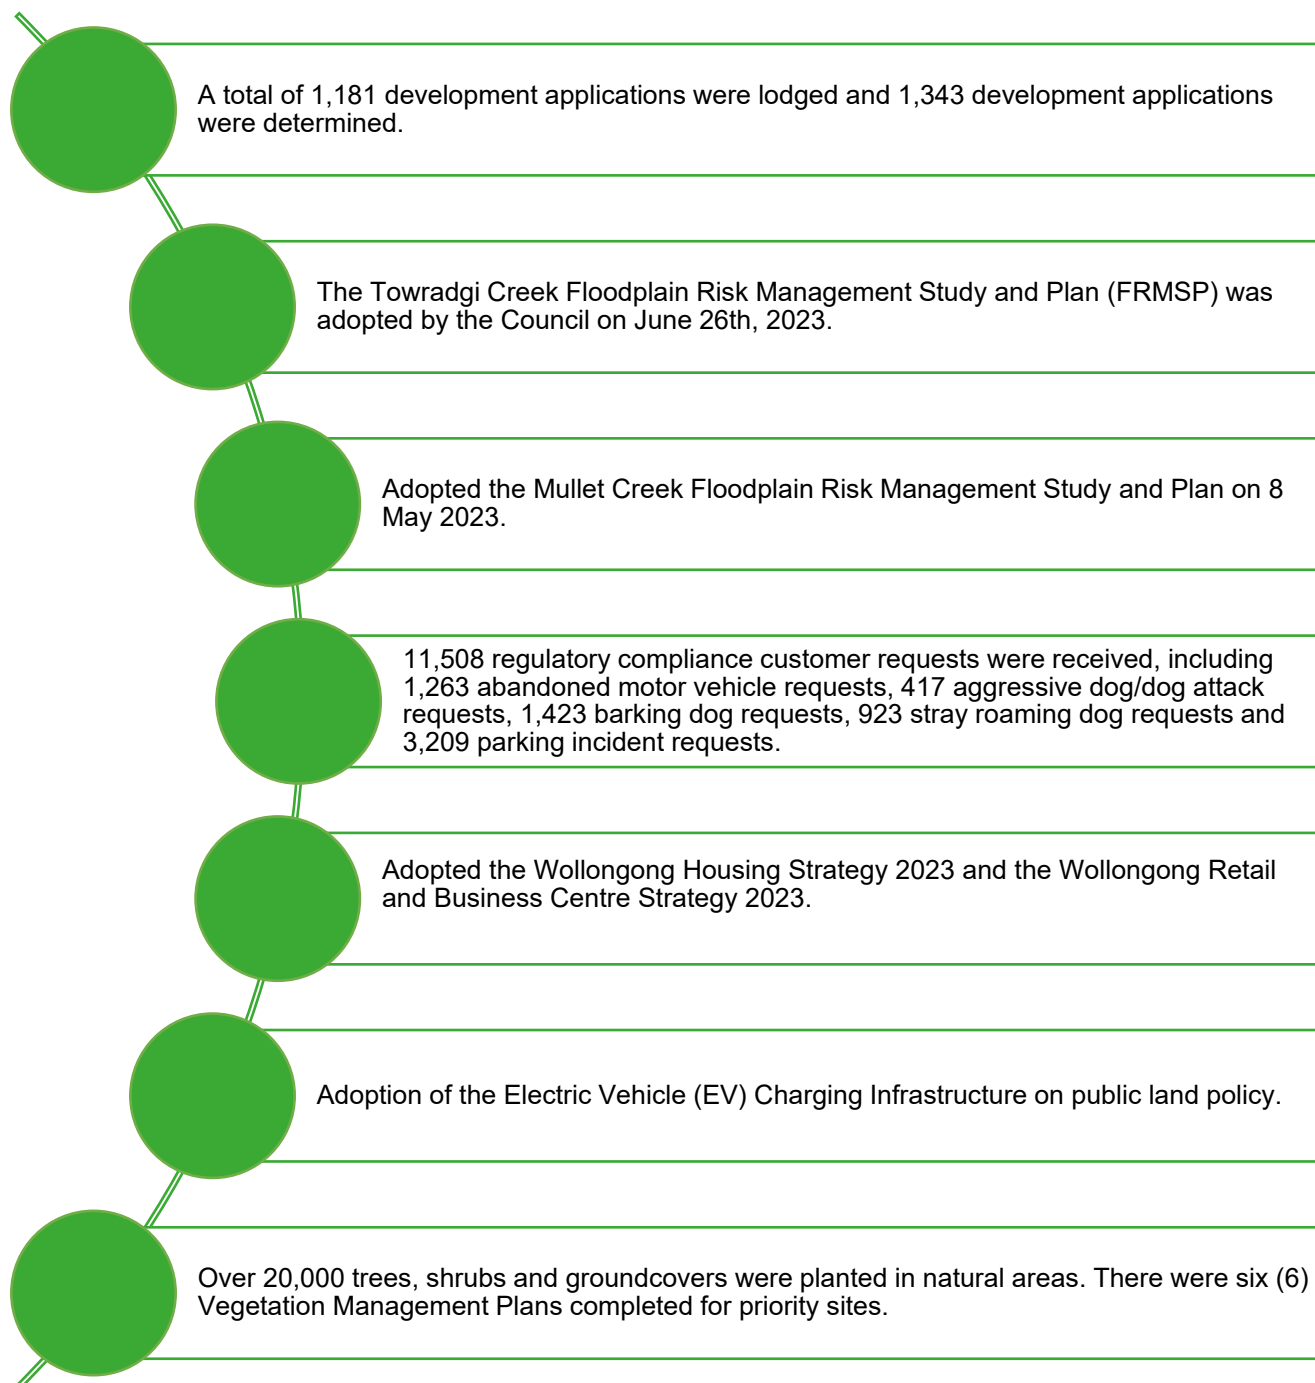 A total of 1,181 development applications were lodged and 1,343 development applications
were determined.
The Towradgi Creek Floodplain Risk Management Study and Plan (FRMSP) was
adopted by the Council on June 26th, 2023.
Adopted the Mullet Creek Floodplain Risk Management Study and Plan on 8
May 2023.
11,508 regulatory compliance customer requests were received, including
1,263 abandoned motor vehicle requests, 417 aggressive dog/dog attack
requests, 1,423 barking dog requests, 923 stray roaming dog requests and
3,209 parking incident requests.
Adopted the Wollongong Housing Strategy 2023 and the Wollongong Retail
and Business Centre Strategy 2023.
Adoption of the Electric Vehicle (EV) Charging Infrastructure on public land policy.
Over 20,000 trees, shrubs and groundcovers were planted in natural areas. There were six (6)
Vegetation Management Plans completed for priority sites.